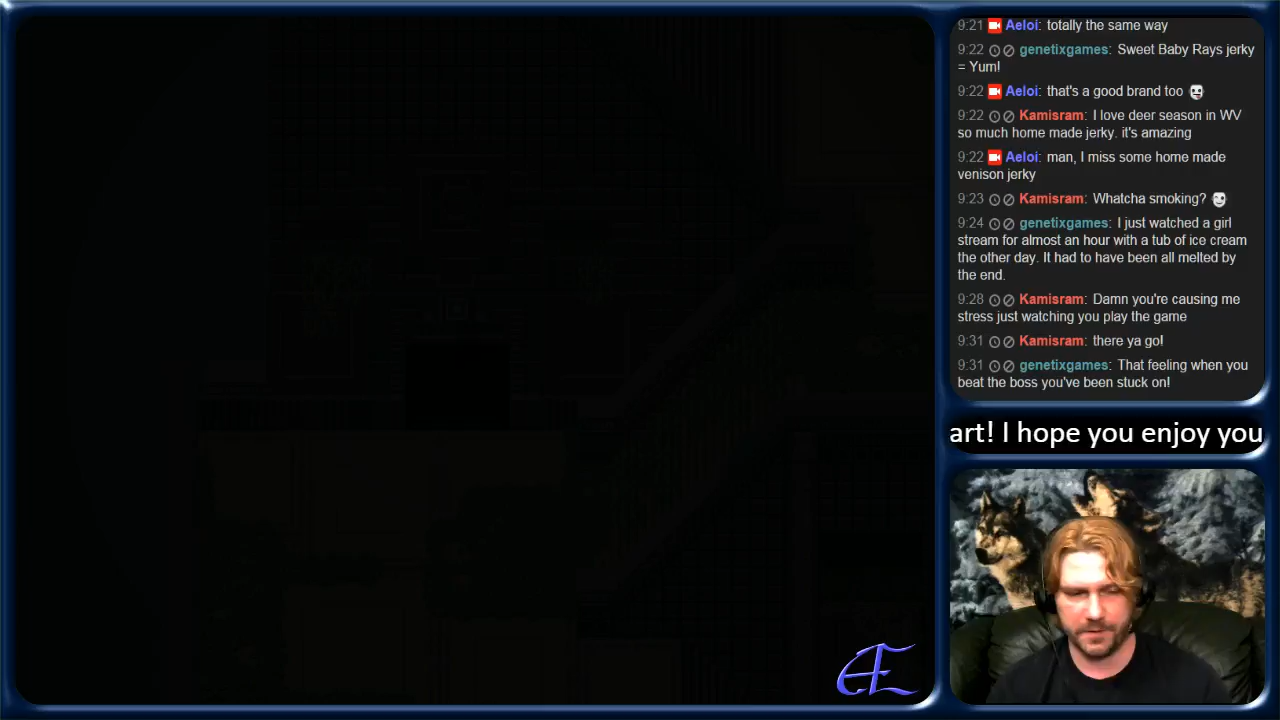 9:21 Aeloi: totally the same way
9:22 genetixgames: Sweet Baby Rays jerky
= Yum!
9:22 Aeloi: that's a good brand too
9:22 Kamisram: I love deer season in WV
so much home made jerky. it's amazing
9:22 Aeloi: man, I miss some home made
venison jerky
9:23 Kamisram: Whatcha smoking?
9:24 genetixgames: I just watched a girl
stream for almost an hour with a tub of ice cream
the other day. It had to have been all melted by
the end.
9:28 Kamisram: Damn you're causing me
stress just watching you play the game
9:31 Kamisram: there ya go!
9:31 genetixgames: That feeling when you
beat the boss you've been stuck on!
art! I hope you enjoy you
Æ